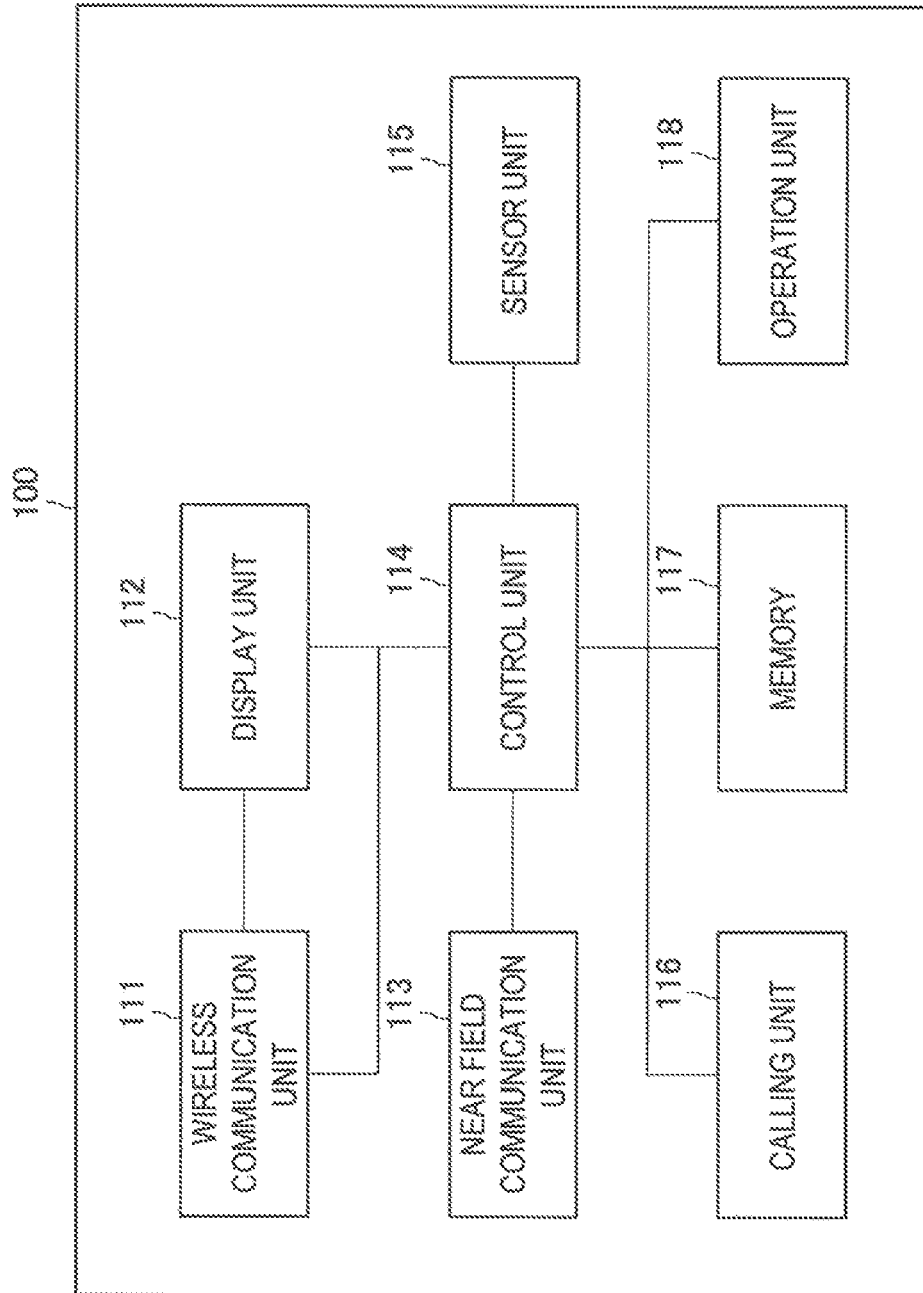 100
111
WIRELESS
COMMUNICATION
UNIT
112
DISPLAY UNIT
113
NEAR FIELD
COMMUNICATION
UNIT
114
CONTROL UNIT
115
SENSOR UNIT
116
CALLING UNIT
117
MEMORY
118
OPERATION UNIT